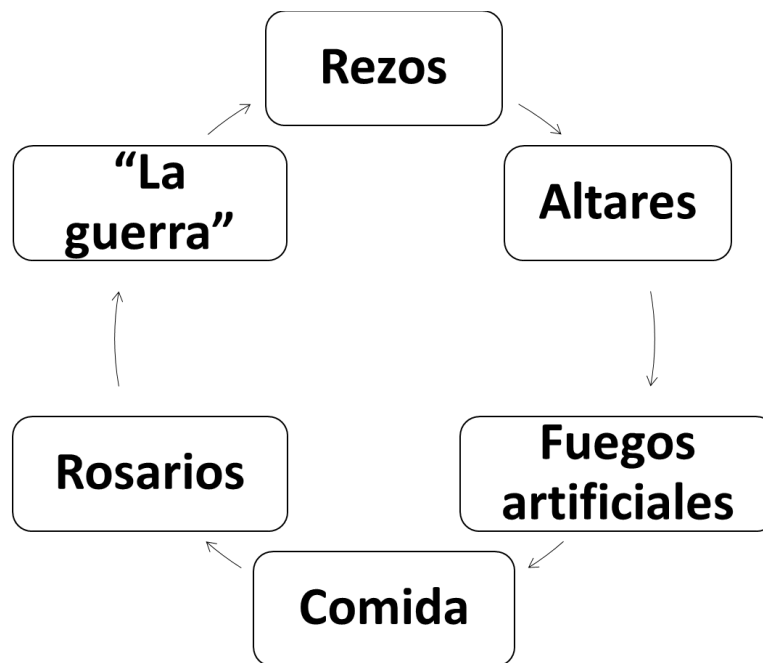 Rezos
Altares
Fuegos
artificiales
Comida
Rosarios
“La
guerra”